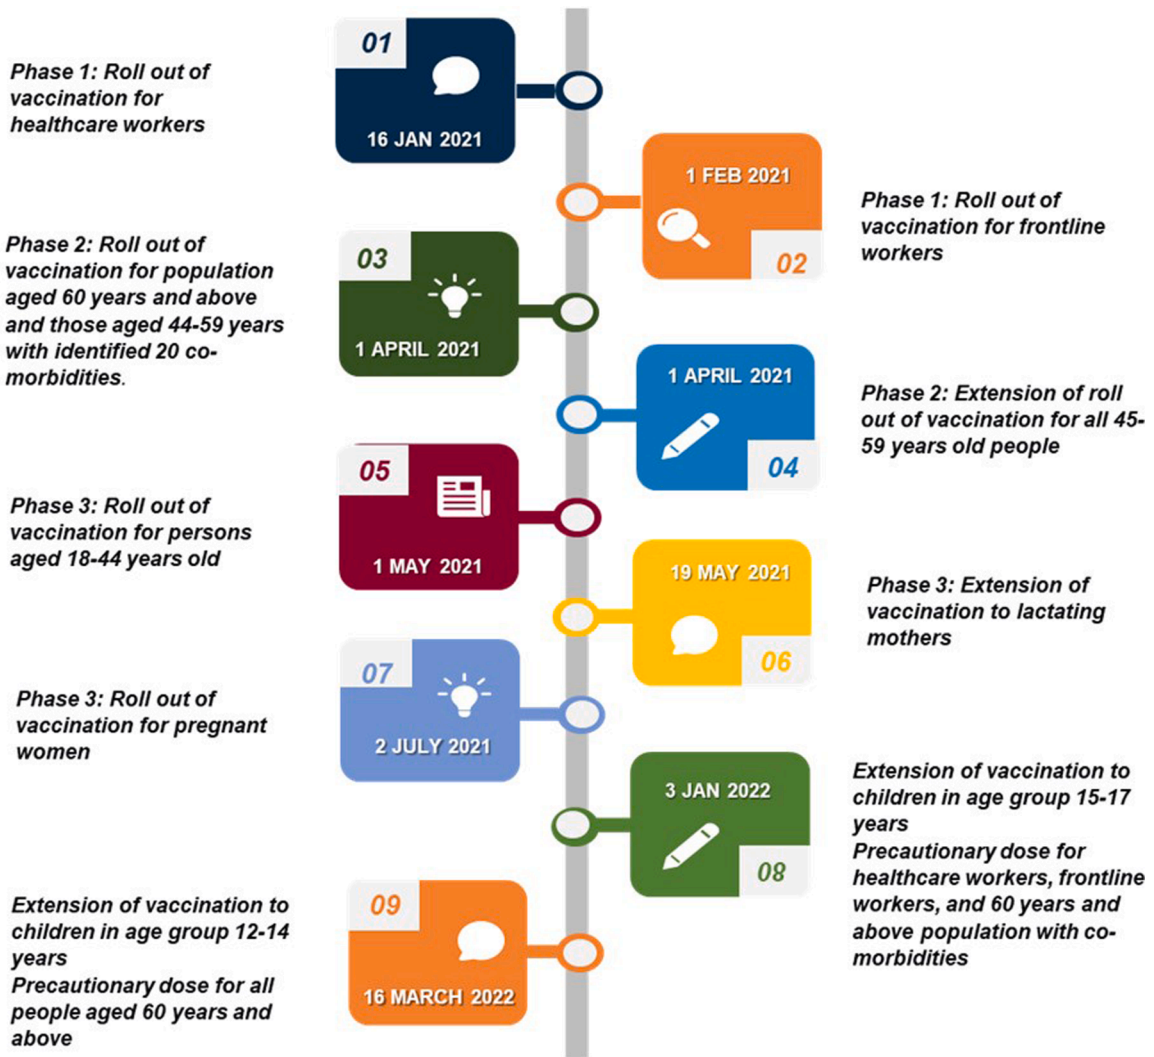 Phase 1: Roll out of
vaccination for
healthcare workers
01
16 JAN 2021
1 FEB 2021
02
Phase 1: Roll out of
vaccination for frontline
workers
Phase 2: Roll out of
vaccination for population
aged 60 years and above
and those aged 44-59 years
with identified 20 co-
morbidities.
03
1 APRIL 2021
1 APRIL 2021
04
Phase 2: Extension of roll
out of vaccination for all 45-
59 years old people
Phase 3: Roll out of
vaccination for persons
aged 18-44 years old
05
1 MAY 2021
19 MAY 2021
06
Phase 3: Extension of
vaccination to lactating
mothers
Phase 3: Roll out of
vaccination for pregnant
women
07
2 JULY 2021
3 JAN 2022
08
Extension of vaccination to
children in age group 15-17
years
Precautionary dose for
healthcare workers, frontline
workers, and 60 years and
above population with co-
morbidities
Extension of vaccination to
children in age group 12-14
years
Precautionary dose for all
people aged 60 years and
above
09
16 MARCH 2022